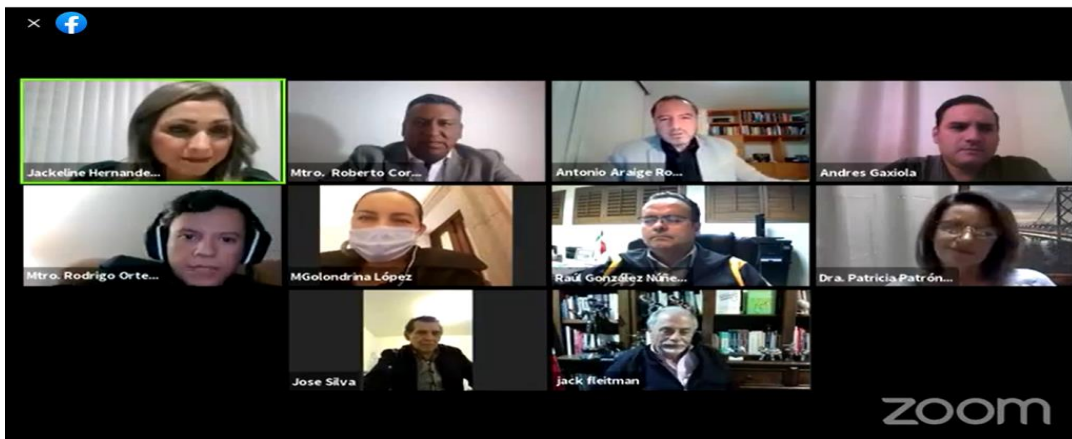 Jackeline Hernande...
Mtro. Roberto Cor...
Antonio Araige Ro...
Andres Gaxiola
Mtro. Rodrigo Orte...
MGolondrina López
Raúl González Núñe...
Dra. Patricia Patrón...
Jose Silva
jack fleitman
zoom